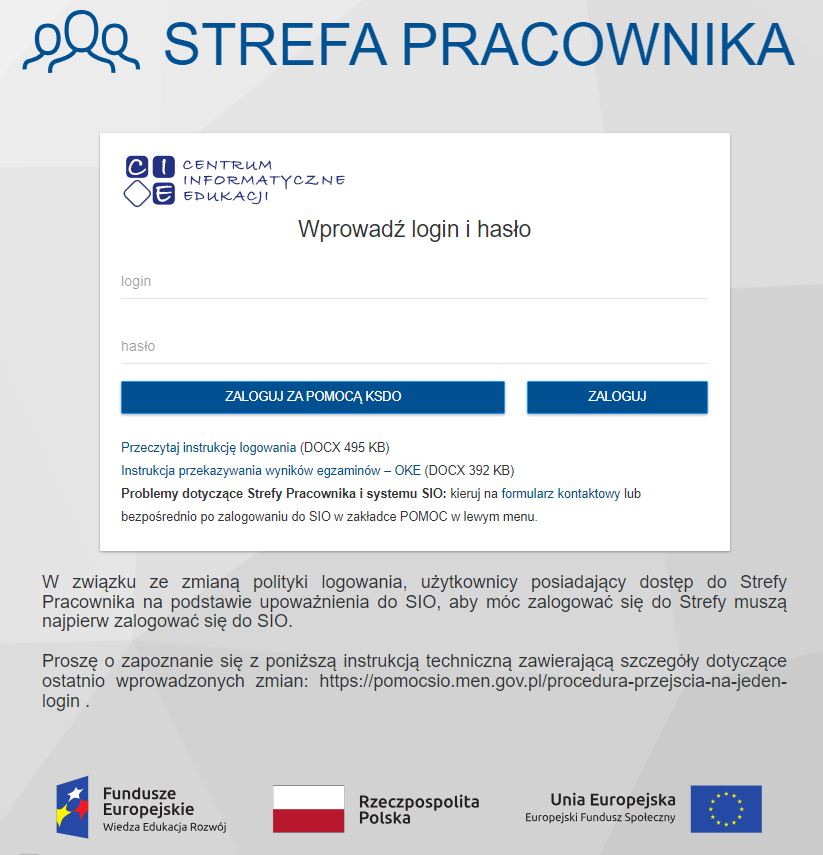 STREFA PRACOWNIKA
CIE
CENTRUM
INFORMATYCZNE
EDUKACJI
Wprowadź login i hasło
login
hasło
ZALOGUJ ZA POMOCĄ KSDO
ZALOGUJ
Przeczytaj instrukcję logowania (DOCX 495 KB)
Instrukcja przekazywania wyników egzaminów – OKE (DOCX 392 KB)
Problemy dotyczące Strefy Pracownika i systemu SIO: kieruj na formularz kontaktowy lub
bezpośrednio po zalogowaniu do SIO w zakładce POMOC w lewym menu.
W związku ze zmianą polityki logowania, użytkownicy posiadający dostęp do Strefy
Pracownika na podstawie upoważnienia do SIO, aby móc zalogować się do Strefy muszą
najpierw zalogować się do SIO.
Proszę o zapoznanie się z poniższą instrukcją techniczną zawierającą szczegóły dotyczące
ostatnio wprowadzonych zmian: https://pomocsio.men.gov.pl/procedura-przejscia-na-jeden-
login .
Fundusze
Europejskie
Wiedza Edukacja Rozwój
Rzeczpospolita
Polska
Unia Europejska
Europejski Fundusz Społeczny